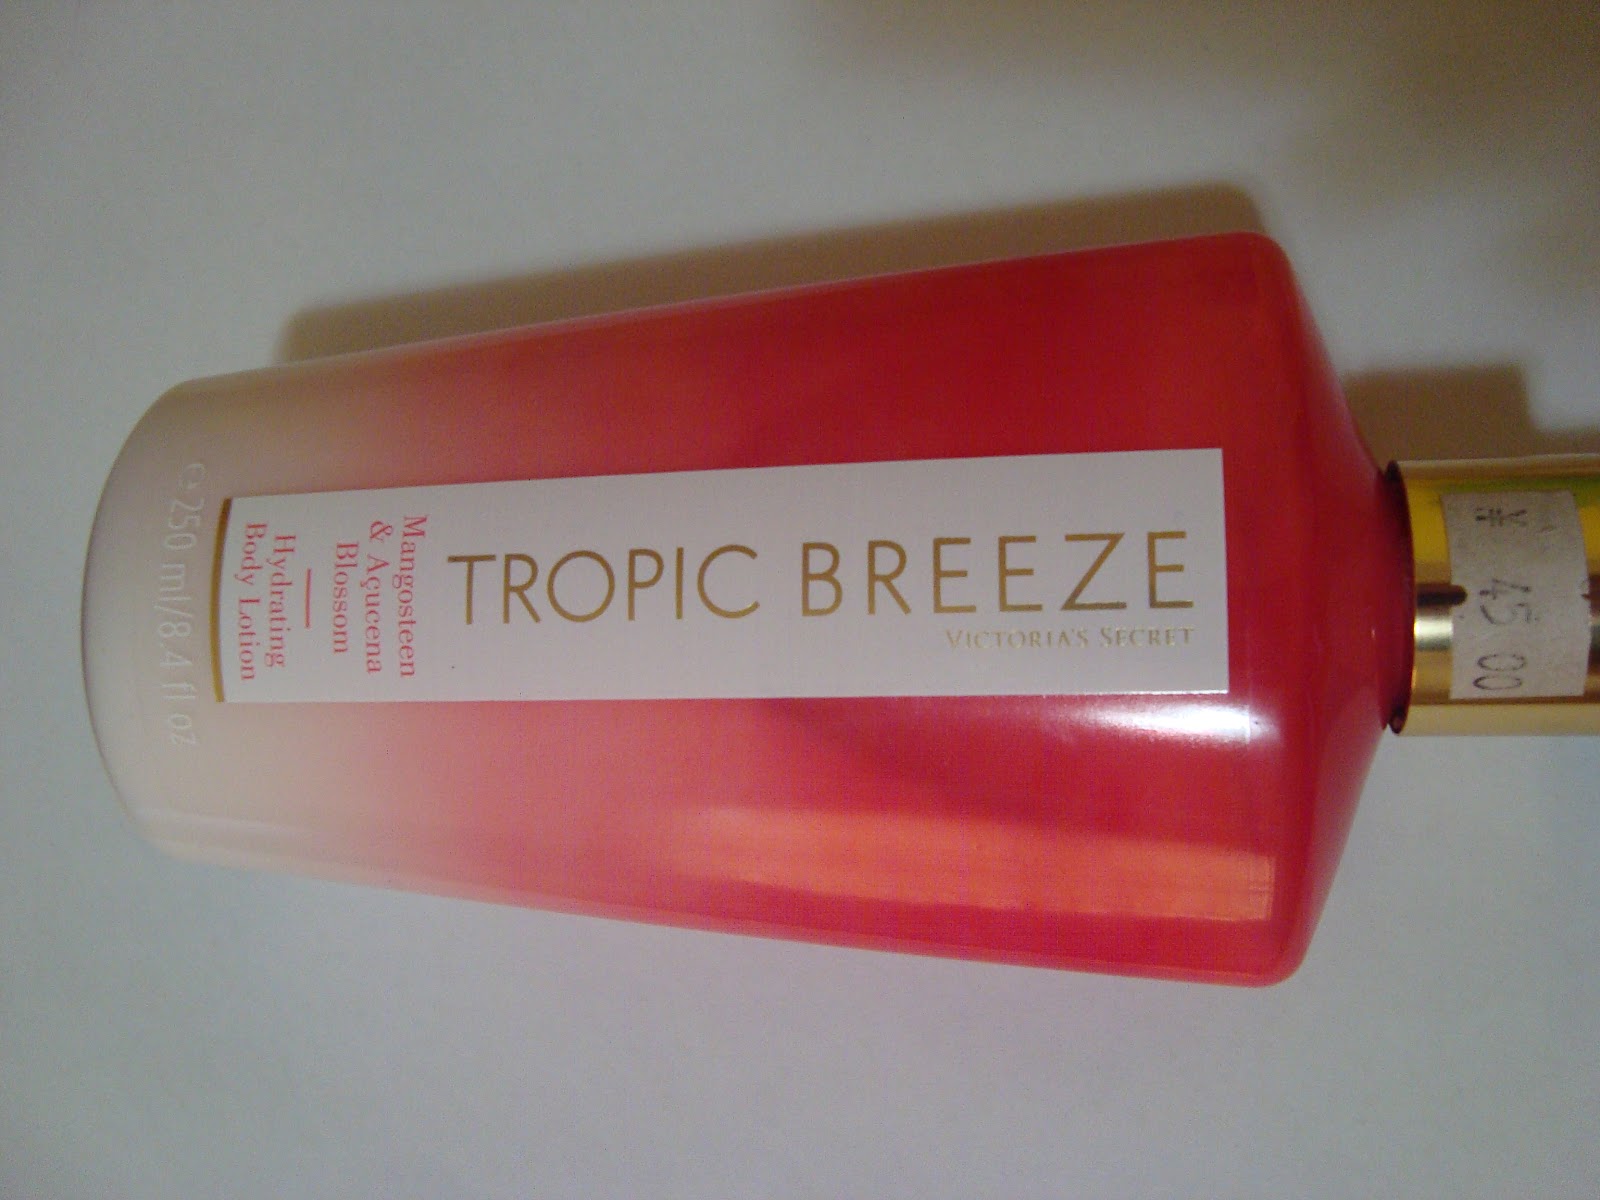 ¥ 45 00
TROPIC BREEZE
VICTORIA'S SECRET
Mangosteen
& Açucena
Blossom
Hydrating
Body Lotion
e 250 ml/8.4 fl oz